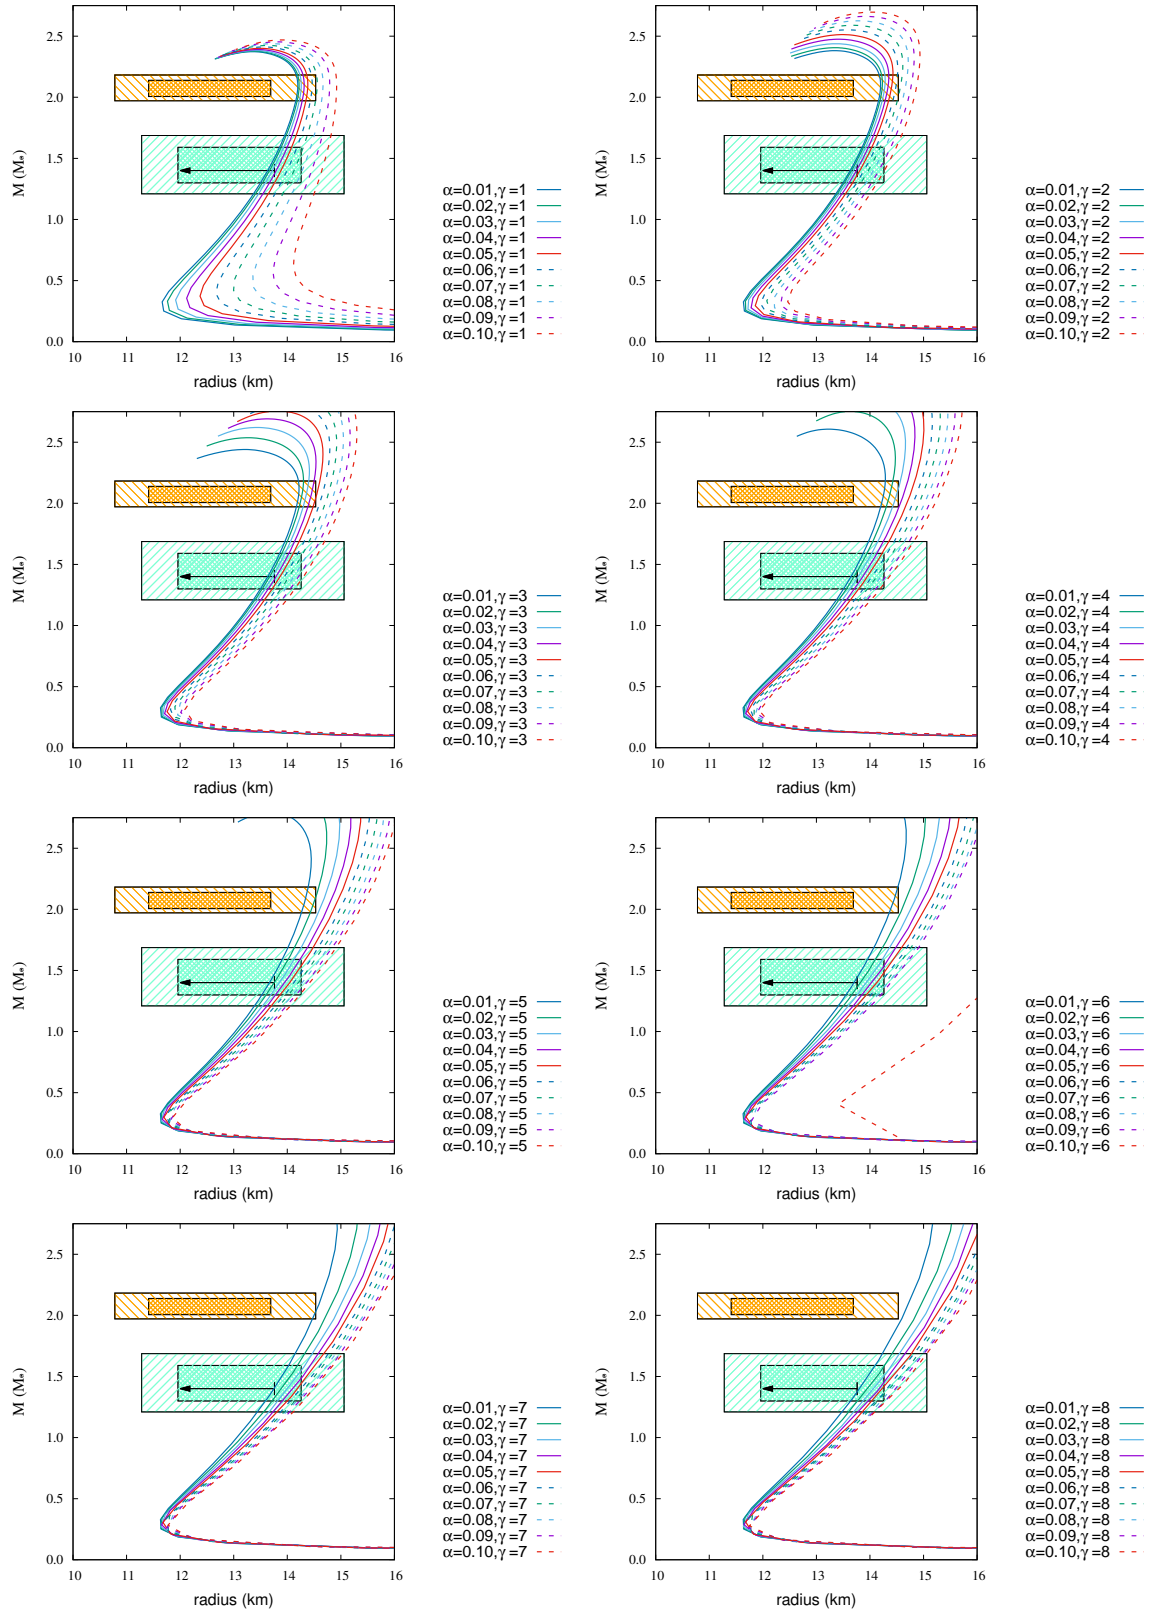 2.5
2.0
1.5
1.0
0.5
0.0
M (M⁎)
10 11 12 13 14 15 16
radius (km)
α=0.01,γ=1
α=0.02,γ=1
α=0.03,γ=1
α=0.04,γ=1
α=0.05,γ=1
α=0.06,γ=1
α=0.07,γ=1
α=0.08,γ=1
α=0.09,γ=1
α=0.10,γ=1
2.5
2.0
1.5
1.0
0.5
0.0
M (M⁎)
10 11 12 13 14 15 16
radius (km)
α=0.01,γ=2
α=0.02,γ=2
α=0.03,γ=2
α=0.04,γ=2
α=0.05,γ=2
α=0.06,γ=2
α=0.07,γ=2
α=0.08,γ=2
α=0.09,γ=2
α=0.10,γ=2
2.5
2.0
1.5
1.0
0.5
0.0
M (M⁎)
10 11 12 13 14 15 16
radius (km)
α=0.01,γ=3
α=0.02,γ=3
α=0.03,γ=3
α=0.04,γ=3
α=0.05,γ=3
α=0.06,γ=3
α=0.07,γ=3
α=0.08,γ=3
α=0.09,γ=3
α=0.10,γ=3
2.5
2.0
1.5
1.0
0.5
0.0
M (M⁎)
10 11 12 13 14 15 16
radius (km)
α=0.01,γ=4
α=0.02,γ=4
α=0.03,γ=4
α=0.04,γ=4
α=0.05,γ=4
α=0.06,γ=4
α=0.07,γ=4
α=0.08,γ=4
α=0.09,γ=4
α=0.10,γ=4
2.5
2.0
1.5
1.0
0.5
0.0
M (M⁎)
10 11 12 13 14 15 16
radius (km)
α=0.01,γ=5
α=0.02,γ=5
α=0.03,γ=5
α=0.04,γ=5
α=0.05,γ=5
α=0.06,γ=5
α=0.07,γ=5
α=0.08,γ=5
α=0.09,γ=5
α=0.10,γ=5
2.5
2.0
1.5
1.0
0.5
0.0
M (M⁎)
10 11 12 13 14 15 16
radius (km)
α=0.01,γ=6
α=0.02,γ=6
α=0.03,γ=6
α=0.04,γ=6
α=0.05,γ=6
α=0.06,γ=6
α=0.07,γ=6
α=0.08,γ=6
α=0.09,γ=6
α=0.10,γ=6
2.5
2.0
1.5
1.0
0.5
0.0
M (M⁎)
10 11 12 13 14 15 16
radius (km)
α=0.01,γ=7
α=0.02,γ=7
α=0.03,γ=7
α=0.04,γ=7
α=0.05,γ=7
α=0.06,γ=7
α=0.07,γ=7
α=0.08,γ=7
α=0.09,γ=7
α=0.10,γ=7
2.5
2.0
1.5
1.0
0.5
0.0
M (M⁎)
10 11 12 13 14 15 16
radius (km)
α=0.01,γ=8
α=0.02,γ=8
α=0.03,γ=8
α=0.04,γ=8
α=0.05,γ=8
α=0.06,γ=8
α=0.07,γ=8
α=0.08,γ=8
α=0.09,γ=8
α=0.10,γ=8